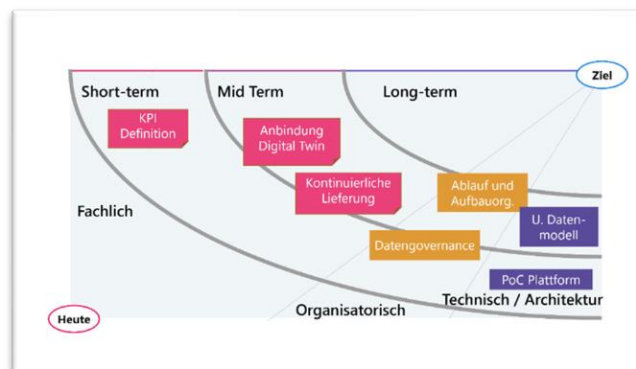 Ziel
Short-term
Mid Term
Long-term
KPI
Definition
Anbindung
Digital Twin
Kontinuierliche
Lieferung
Ablauf und
Aufbauorg.
Fachlich
U. Daten-
modell
Datengovernance
PoC Plattform
Technisch / Architektur
Organisatorisch
Heute